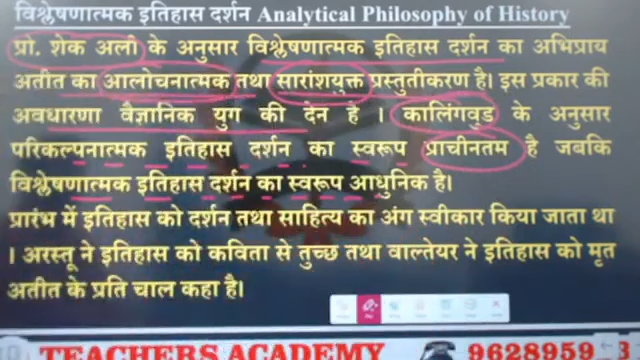 विश्लेषणात्मक इतिहास दर्शन Analytical Philosophy of History
प्रो. शेक अली के अनुसार विश्लेषणात्मक इतिहास दर्शन का अभिप्राय
अतीत का आलोचनात्मक तथा सारांशयुक्त प्रस्तुतीकरण है। इस प्रकार की
अवधारणा वैज्ञानिक युग की देन है । कालिंगवुड के अनुसार
परिकल्पनात्मक इतिहास दर्शन का स्वरूप प्राचीनतम है जबकि
विश्लेषणात्मक इतिहास दर्शन का स्वरूप आधुनिक है।
प्रारंभ में इतिहास को दर्शन तथा साहित्य का अंग स्वीकार किया जाता था
। अरस्तू ने इतिहास को कविता से तुच्छ तथा वाल्तेयर ने इतिहास को मृत
अतीत के प्रति चाल कहा है।
TEACHERS ACADEMY